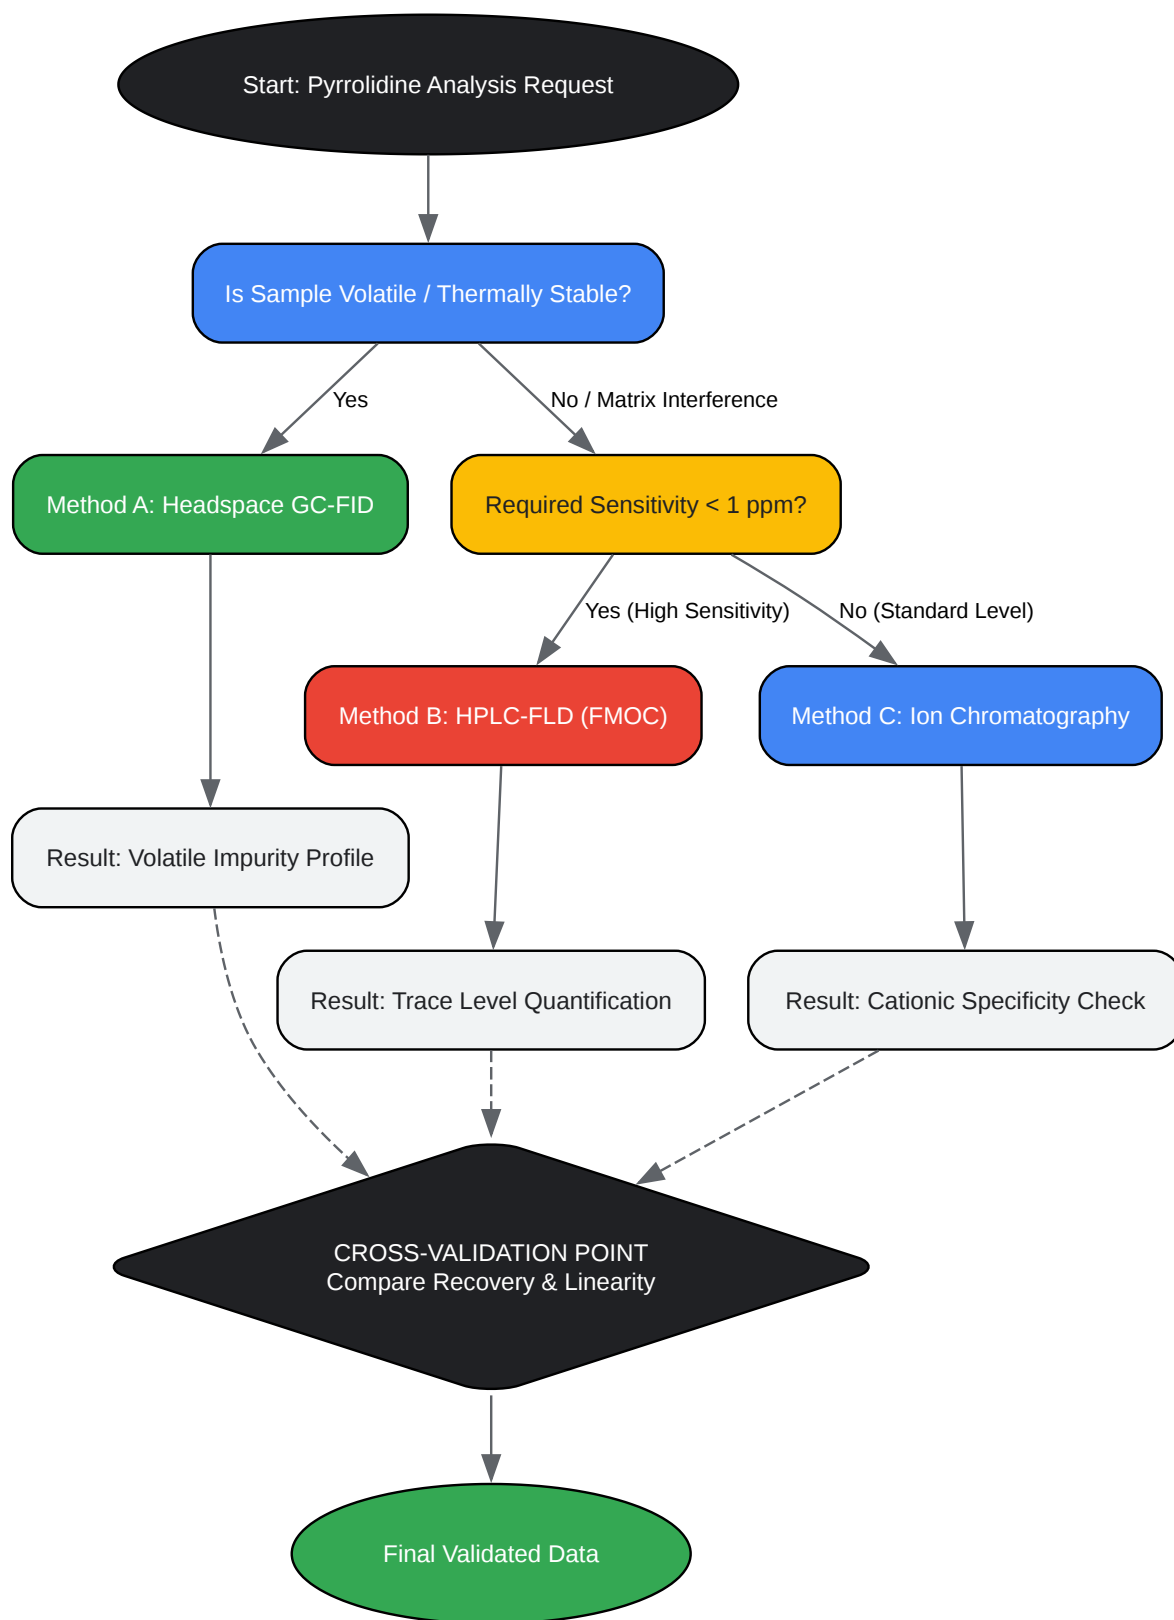 Start: Pyrrolidine Analysis Request
Is Sample Volatile / Thermally Stable?
Yes
No / Matrix Interference
Method A: Headspace GC-FID
Required Sensitivity < 1 ppm?
Yes (High Sensitivity)
No (Standard Level)
Method B: HPLC-FLD (FMOC)
Method C: Ion Chromatography
Result: Volatile Impurity Profile
Result: Trace Level Quantification
Result: Cationic Specificity Check
CROSS-VALIDATION POINT
Compare Recovery & Linearity
Final Validated Data